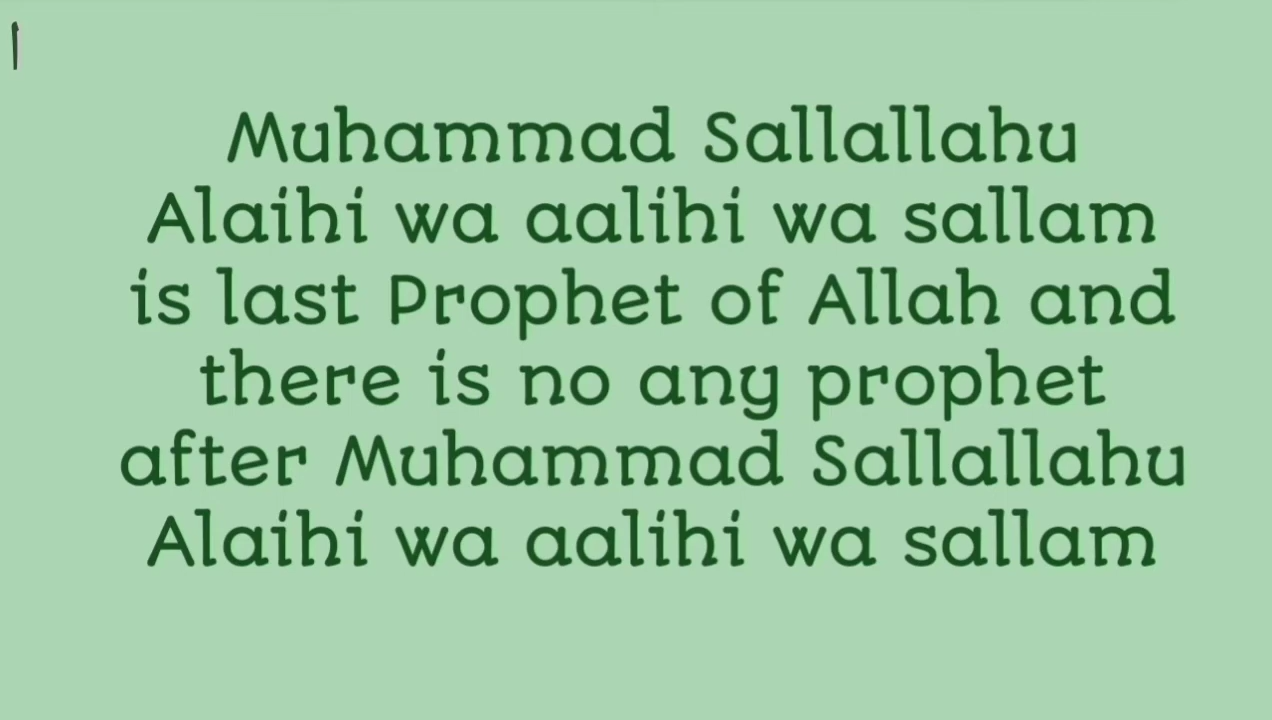 Muhammad Sallallahu
Alaihi wa aalihi wa sallam
is last Prophet of Allah and
there is no any prophet
after Muhammad Sallallahu
Alaihi wa aalihi wa sallam